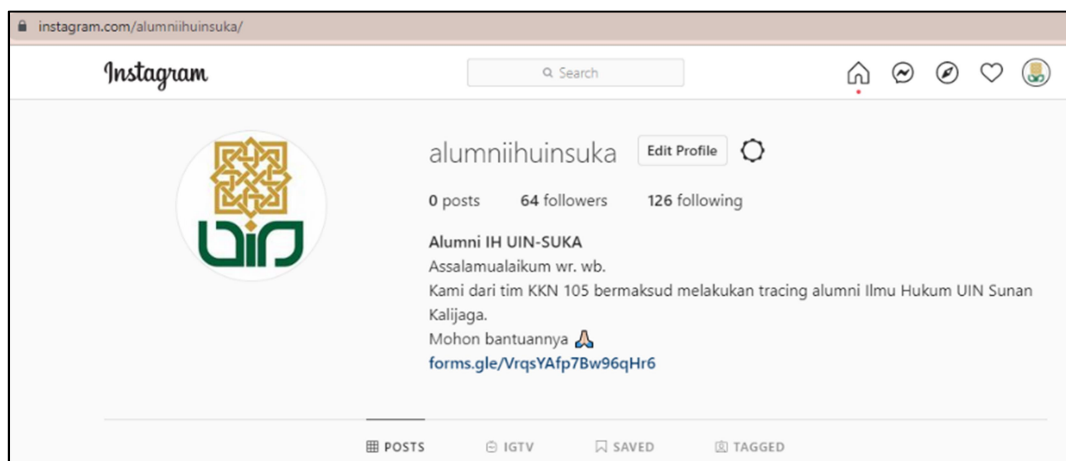 instagram.com/alumniihuinsuka/
Instagram
Search
alumniihuinsuka Edit Profile
0 posts 64 followers 126 following
uin
Alumni IH UIN-SUKA
Assalamualaikum wr. wb.
Kami dari tim KKN 105 bermaksud melakukan tracing alumni Ilmu Hukum UIN Sunan
Kalijaga.
Mohon bantuannya 🙏🏻
forms.gle/VrqsYAfp7Bw96qHr6
POSTS IGTV SAVED TAGGED